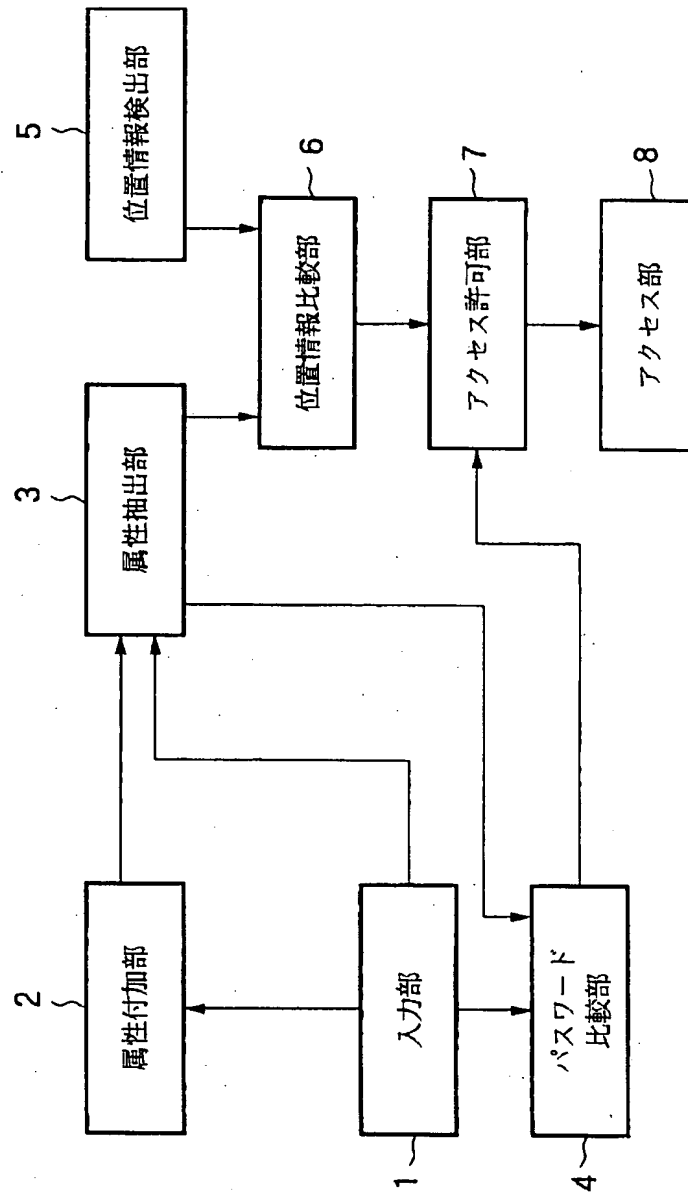 2
属性付加部
3
属性抽出部
5
位置情報検出部
1
入力部
6
位置情報比較部
4
パスワード
比較部
7
アクセス許可部
8
アクセス部